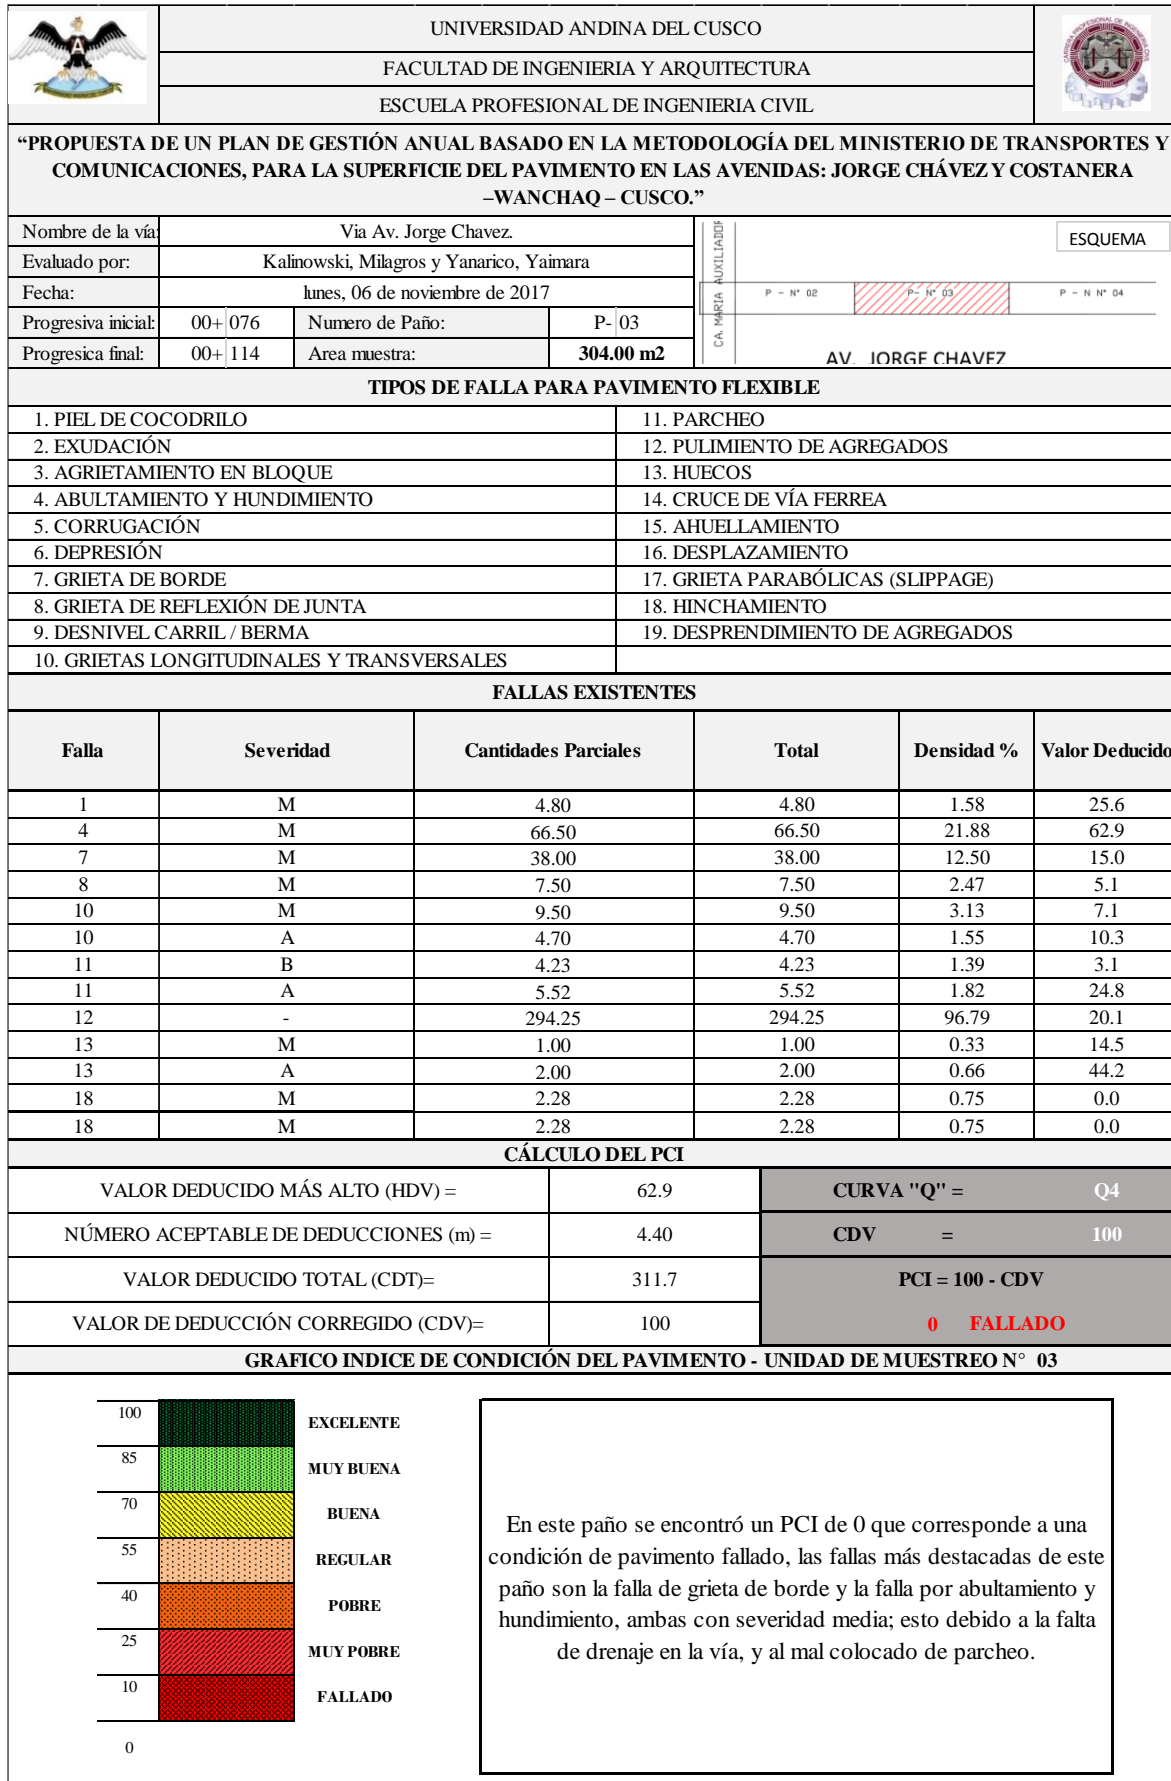 UNIVERSIDAD ANDINA DEL CUSCO
FACULTAD DE INGENIERIA Y ARQUITECTURA
ESCUELA PROFESIONAL DE INGENIERIA CIVIL
“PROPUESTA DE UN PLAN DE GESTIÓN ANUAL BASADO EN LA METODOLOGÍA DEL MINISTERIO DE TRANSPORTES Y
COMUNICACIONES, PARA LA SUPERFICIE DEL PAVIMENTO EN LAS AVENIDAS: JORGE CHÁVEZ Y COSTANERA
–WANCHAQ – CUSCO.”
Nombre de la vía: Via Av. Jorge Chavez.
Evaluado por: Kalinowski, Milagros y Yanarico, Yaimara
Fecha: lunes, 06 de noviembre de 2017
Progresiva inicial: 00+ 076 Numero de Paño: P- 03
Progresica final: 00+ 114 Area muestra: 304.00 m2
ESQUEMA
CA. MARIA AUXILIADOR
P - N° 02 P- N° 03 P - N N° 04
AV. JORGE CHAVEZ
TIPOS DE FALLA PARA PAVIMENTO FLEXIBLE
1. PIEL DE COCODRILO 11. PARCHEO
2. EXUDACIÓN 12. PULIMIENTO DE AGREGADOS
3. AGRIETAMIENTO EN BLOQUE 13. HUECOS
4. ABULTAMIENTO Y HUNDIMIENTO 14. CRUCE DE VÍA FERREA
5. CORRUGACIÓN 15. AHUELLAMIENTO
6. DEPRESIÓN 16. DESPLAZAMIENTO
7. GRIETA DE BORDE 17. GRIETA PARABÓLICAS (SLIPPAGE)
8. GRIETA DE REFLEXIÓN DE JUNTA 18. HINCHAMIENTO
9. DESNIVEL CARRIL / BERMA 19. DESPRENDIMIENTO DE AGREGADOS
10. GRIETAS LONGITUDINALES Y TRANSVERSALES
FALLAS EXISTENTES
Falla Severidad Cantidades Parciales Total Densidad % Valor Deducido
1 M 4.80 4.80 1.58 25.6
4 M 66.50 66.50 21.88 62.9
7 M 38.00 38.00 12.50 15.0
8 M 7.50 7.50 2.47 5.1
10 M 9.50 9.50 3.13 7.1
10 A 4.70 4.70 1.55 10.3
11 B 4.23 4.23 1.39 3.1
11 A 5.52 5.52 1.82 24.8
12 - 294.25 294.25 96.79 20.1
13 M 1.00 1.00 0.33 14.5
13 A 2.00 2.00 0.66 44.2
18 M 2.28 2.28 0.75 0.0
18 M 2.28 2.28 0.75 0.0
CÁLCULO DEL PCI
VALOR DEDUCIDO MÁS ALTO (HDV) = 62.9 CURVA "Q" = Q4
NÚMERO ACEPTABLE DE DEDUCCIONES (m) = 4.40 CDV = 100
VALOR DEDUCIDO TOTAL (CDT)= 311.7 PCI = 100 - CDV
VALOR DE DEDUCCIÓN CORREGIDO (CDV)= 100 0 FALLADO
GRAFICO INDICE DE CONDICIÓN DEL PAVIMENTO - UNIDAD DE MUESTREO N° 03
100 EXCELENTE
85 MUY BUENA
70 BUENA
55 REGULAR
40 POBRE
25 MUY POBRE
10 FALLADO
0
En este paño se encontró un PCI de 0 que corresponde a una
condición de pavimento fallado, las fallas más destacadas de este
paño son la falla de grieta de borde y la falla por abultamiento y
hundimiento, ambas con severidad media; esto debido a la falta
de drenaje en la vía, y al mal colocado de parcheo.